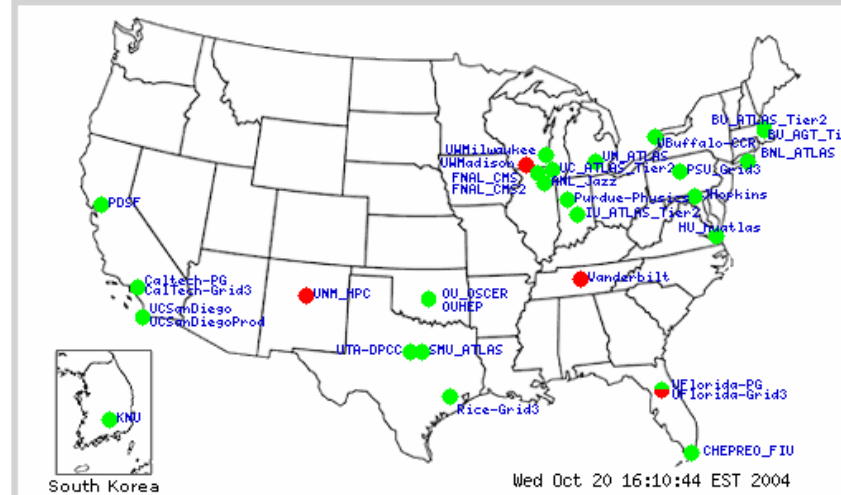 BU_ATLAS_Tier2
BU_AGT_Ti
UBuffalo-CCR
BNL_ATLAS
UWMilwaukee
UWMadison
UC_ATLAS_Tier2
UM_ATLAS
PSU_Grid3
FNAL_CMS
FNAL_CMS2
ANL_Jazz
Purdue-Physics
JHopkins
IU_ATLAS_Tier2
PDSF
HU_huatlas
Caltech-PG
CalTech-Grid3
Vanderbilt
UNM_HPC
OU_OSCER
OUHEP
UCSanDiego
UCSanDiegoProd
UTA-DPCC
SMU_ATLAS
UFlorida-PG
UFlorida-Grid3
Rice-Grid3
KNU
CHEPREO_FIU
South Korea
Wed Oct 20 16:10:44 EST 2004